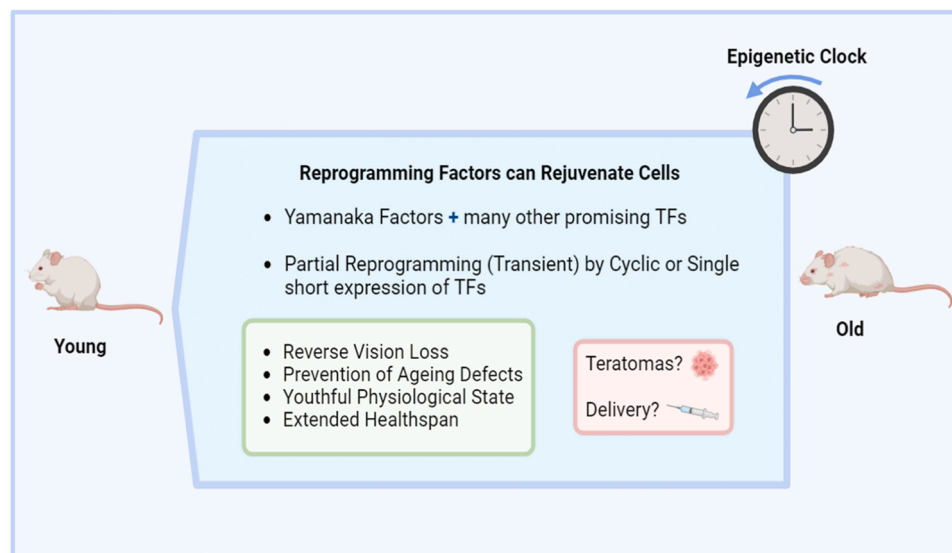 Epigenetic Clock
Reprogramming Factors can Rejuvenate Cells
• Yamanaka Factors + many other promising TFs
• Partial Reprogramming (Transient) by Cyclic or Single
short expression of TFs
Young
Old
• Reverse Vision Loss
• Prevention of Ageing Defects
• Youthful Physiological State
• Extended Healthspan
Teratomas?
Delivery?